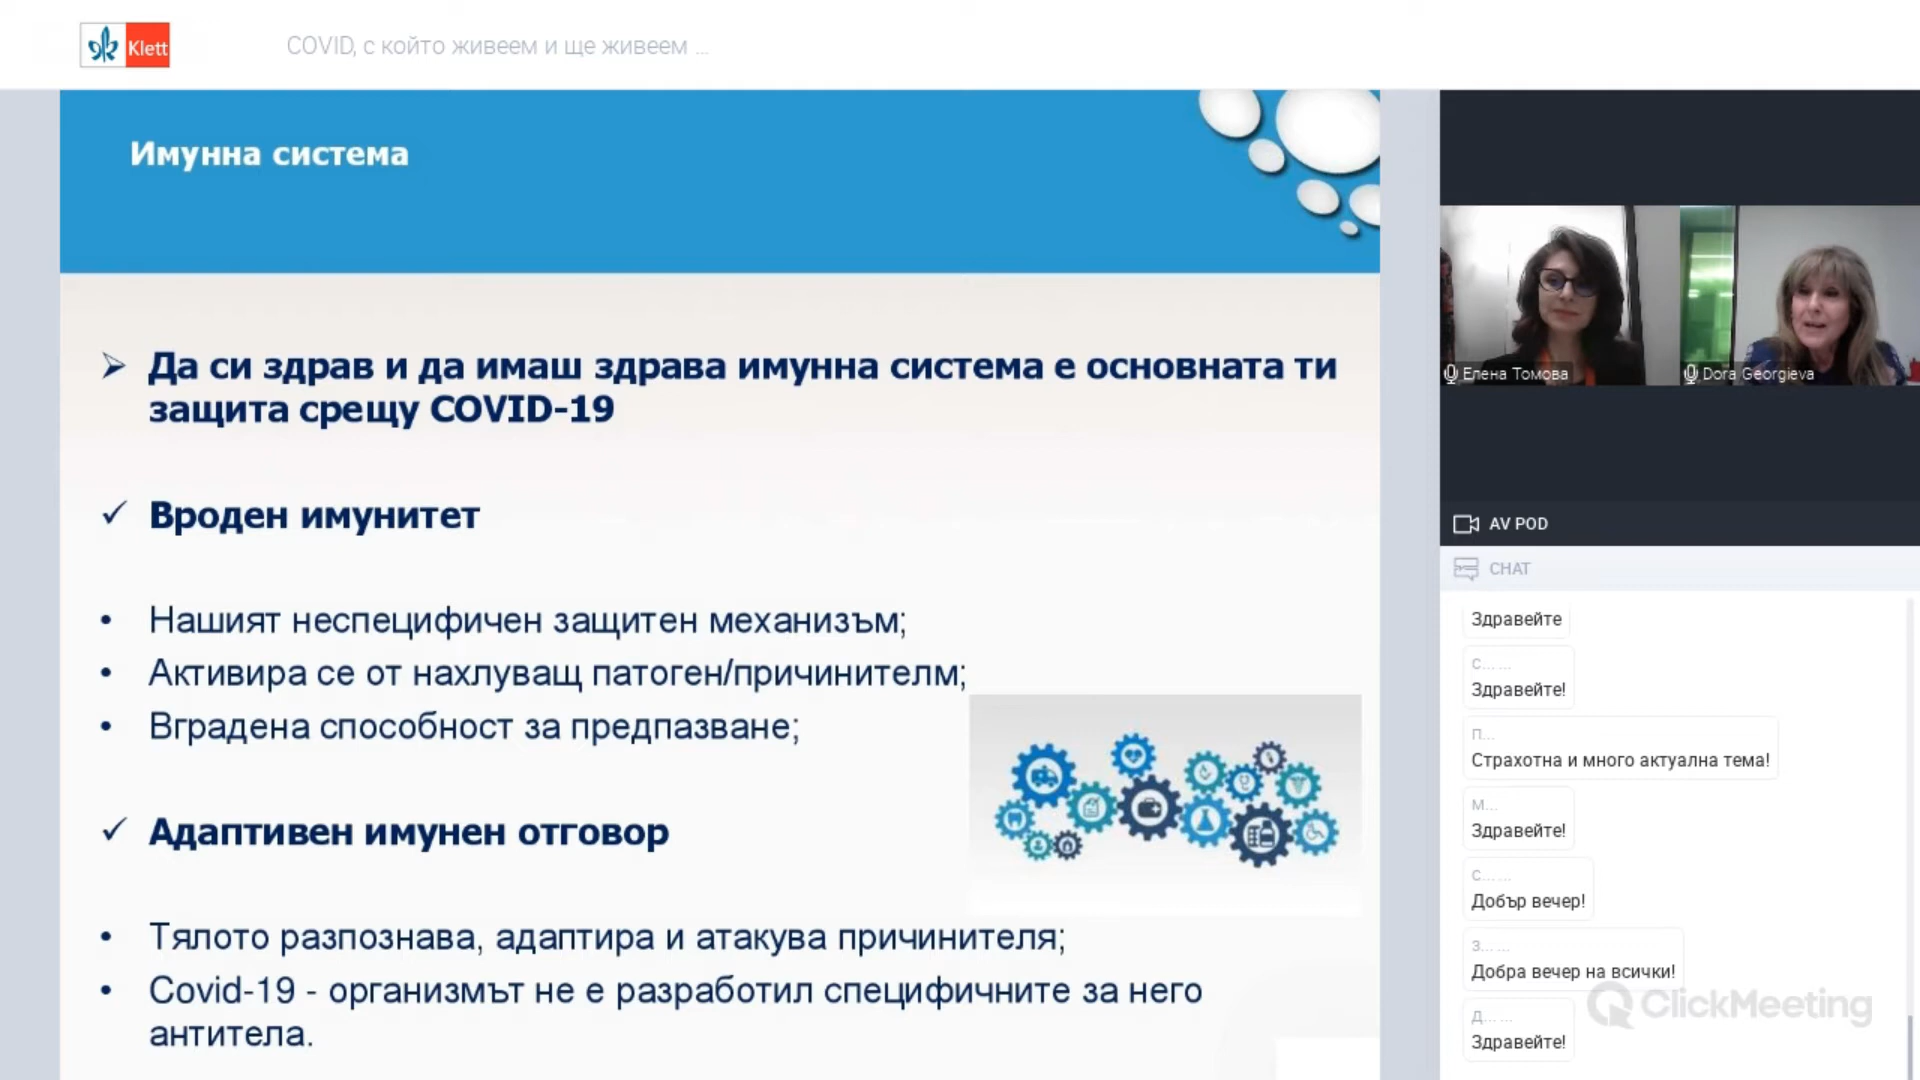 Klett
COVID, с който живеем и ще живеем ...
Имунна система
Да си здрав и да имаш здрава имунна система е основната ти
защита срещу COVID-19
Вроден имунитет
Нашият неспецифичен защитен механизъм;
Активира се от нахлуващ патоген/причинителм;
Вградена способност за предпазване;
Адаптивен имунен отговор
Тялото разпознава, адаптира и атакува причинителя;
Covid-19 - организмът не е разработил специфичните за него
антитела.
Елена Томова
Dora Georgieva
AV POD
CHAT
Здравейте
С... ...
Здравейте!
П...
Страхотна и много актуална тема!
М...
Здравейте!
С... ...
Добър вечер!
З... ...
Добра вечер на всички!
Д... ...
Здравейте!
ClickMeeting